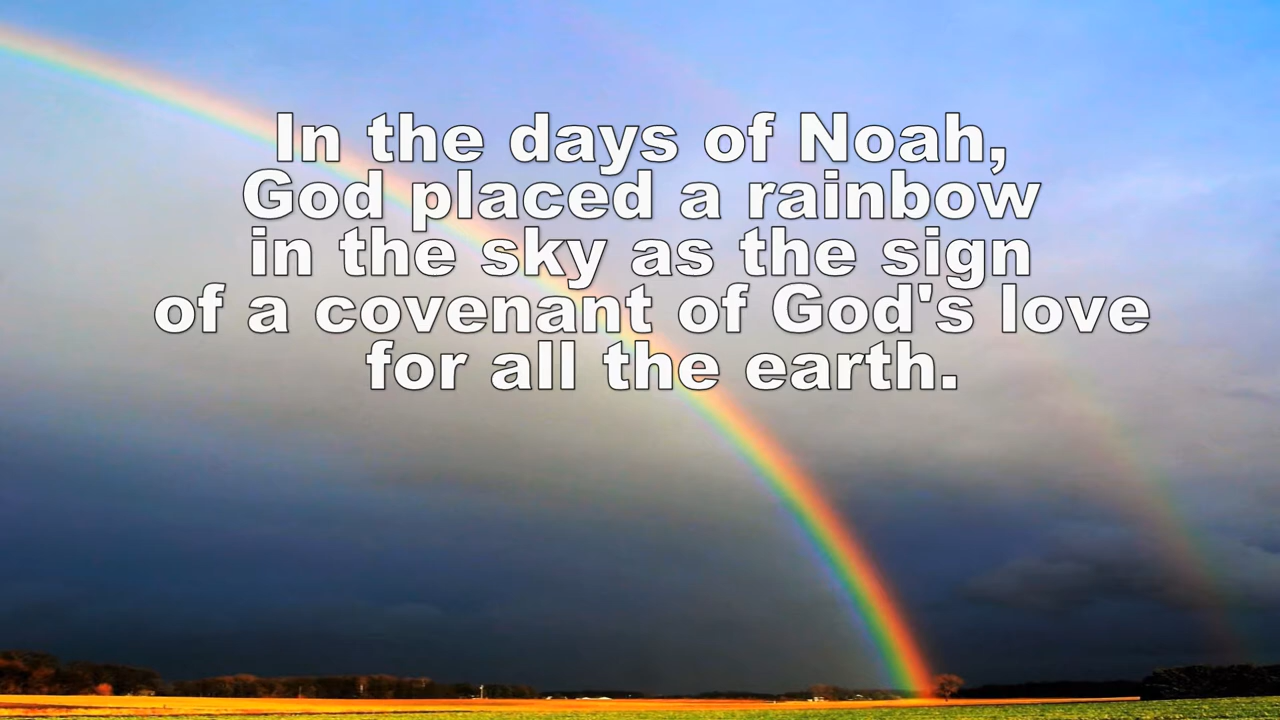 In the days of Noah,
God placed a rainbow
in the sky as the sign
of a covenant of God's love
for all the earth.